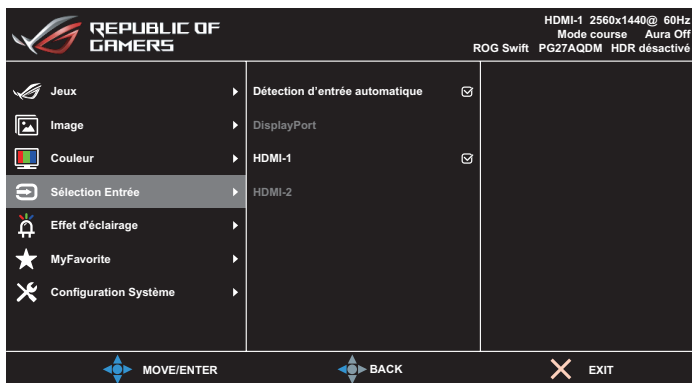 REPUBLIC OF
GAMERS
HDMI-1 2560x1440@ 60Hz
Mode course Aura Off
ROG Swift PG27AQDM HDR désactivé
Jeux
Image
Couleur
Sélection Entrée
Effet d'éclairage
MyFavorite
Configuration Système
Détection d’entrée automatique
DisplayPort
HDMI-1
HDMI-2
MOVE/ENTER
BACK
EXIT